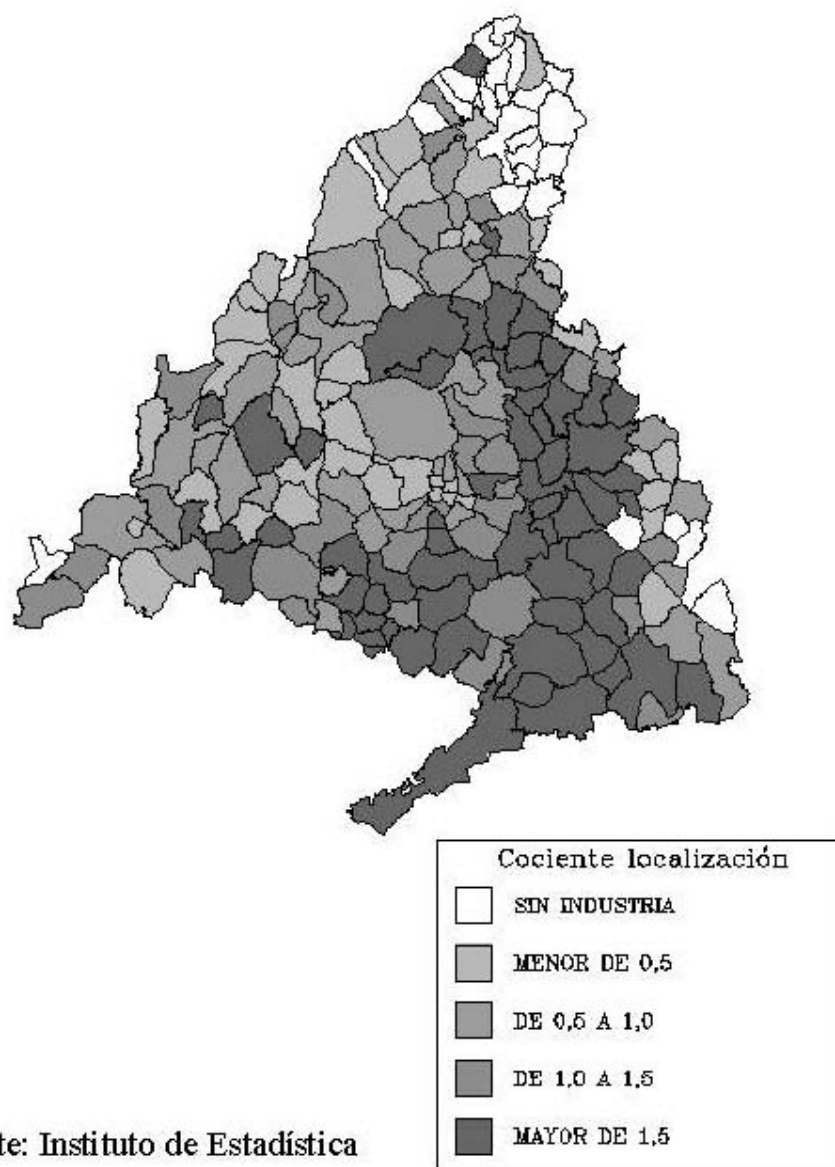 Cociente localización
SIN INDUSTRIA
MENOR DE 0,5
DE 0,5 A 1,0
DE 1,0 A 1,5
MAYOR DE 1,5
te: Instituto de Estadística